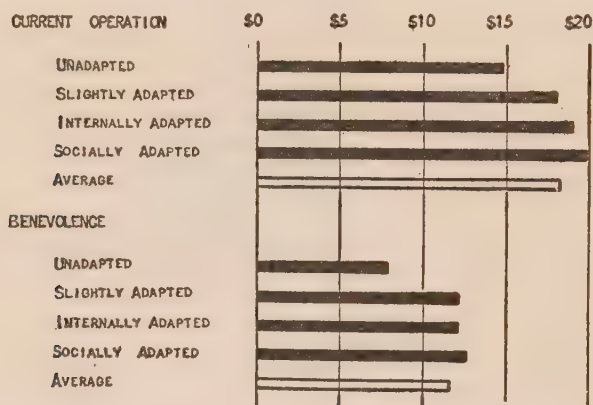 CURRENT OPERATION $0 $5 $10 $15 $20
UNADAPTED
SLIGHTLY ADAPTED
INTERNALLY ADAPTED
SOCIALLY ADAPTED
AVERAGE
BENEVOLENCE
UNADAPTED
SLIGHTLY ADAPTED
INTERNALLY ADAPTED
SOCIALLY ADAPTED
AVERAGE